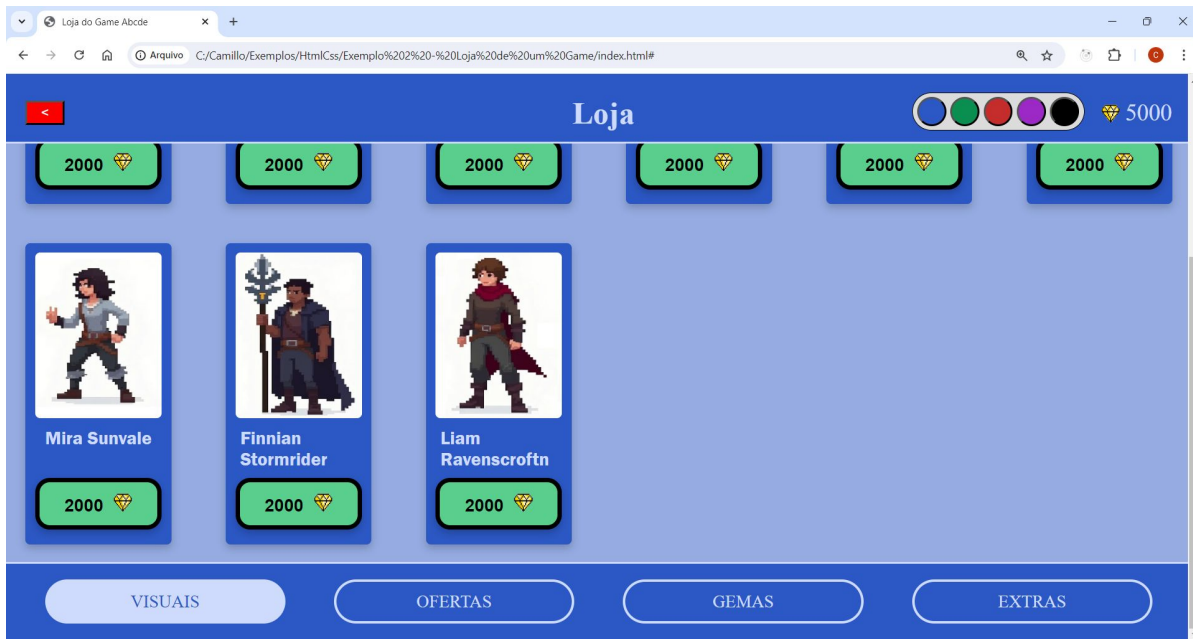 Loja do Game Abcde
Arquivo C:/Camillo/Exemplos/HtmlCss/Exemplo%202%20-%20Loja%20de%20um%20Game/index.html#
C
<
Loja
5000
2000
2000
2000
2000
2000
2000
Mira Sunvale
Finnian
Stormrider
Liam
Ravenscroftn
2000
2000
2000
VISUAIS
OFERTAS
GEMAS
EXTRAS